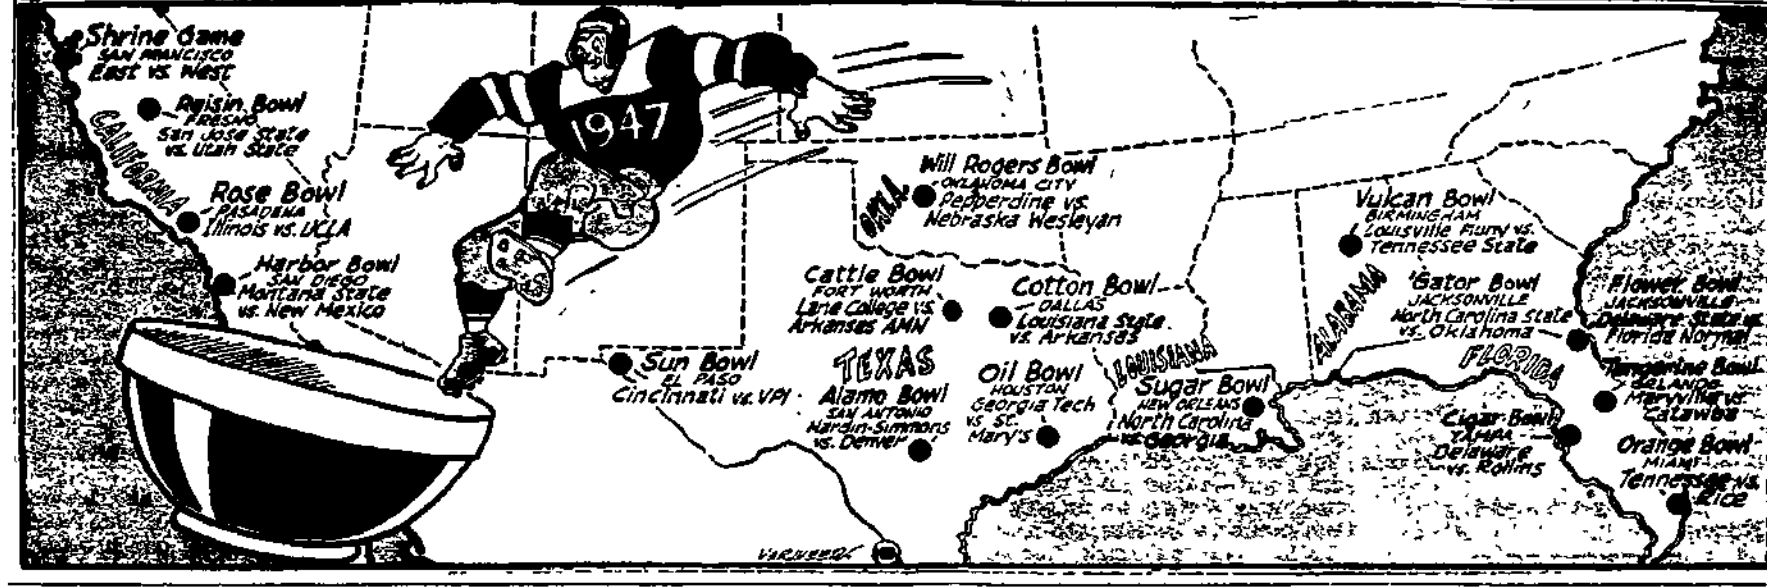 Shrine Game
SAN FRANCISCO
East vs. West
Raisin Bowl
FRESNO
San Jose State
vs. Utah State
CALIFORNIA
Rose Bowl
PASADENA
Illinois vs. UCLA
Harbor Bowl
SAN DIEGO
Montana State
vs. New Mexico
1947
OKLA.
Will Rogers Bowl
OKLAHOMA CITY
Pepperdine vs.
Nebraska Wesleyan
Cattle Bowl
FORT WORTH
Lane College vs.
Arkansas AMN
Cotton Bowl
DALLAS
Louisiana State
vs. Arkansas
TEXAS
Sun Bowl
EL PASO
Cincinnati vs. VPI
Alamo Bowl
SAN ANTONIO
Hardin-Simmons
vs. Denver
Oil Bowl
HOUSTON
Georgia Tech
vs. St.
Mary's
LOUISIANA
Sugar Bowl
NEW ORLEANS
North Carolina
vs. Georgia
Vulcan Bowl
BIRMINGHAM
Louisville vs.
Tennessee State
ALABAMA
'Gator Bowl
JACKSONVILLE
North Carolina State
vs. Oklahoma
FLORIDA
Flower Bowl
JACKSONVILLE
Delaware State vs.
Florida Normal
Tangerine Bowl
ORLANDO
Maryville vs.
Catawba
Cigar Bowl
TAMPA
Delaware
vs. Rollins
Orange Bowl
MIAMI
Tennessee vs.
Rice